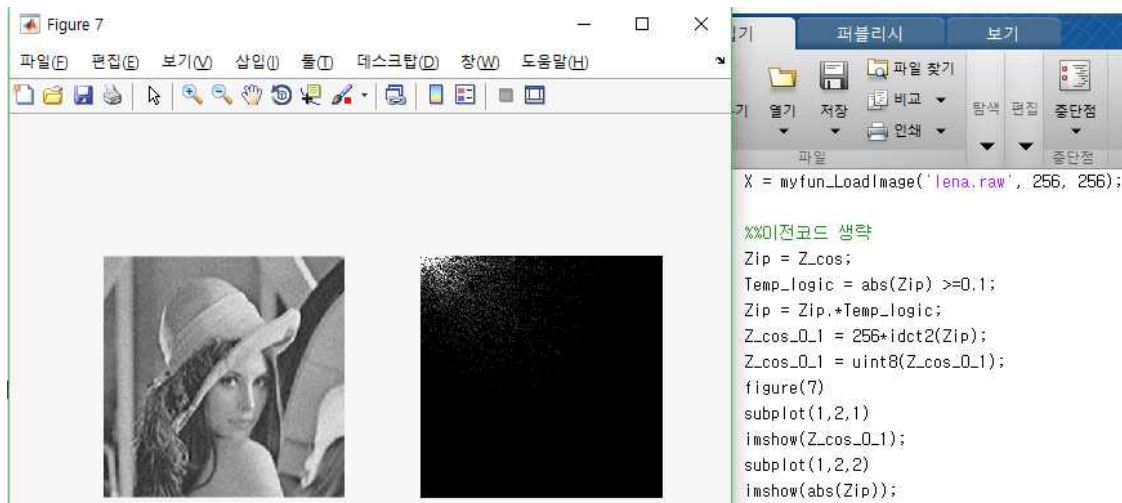 Figure 7
파일(F) 편집(E) 보기(V) 삽입(I) 툴(T) 데스크탑(D) 창(W) 도움말(H)
퍼블리시 보기
열기 저장 파일 찾기 비교 인쇄 탐색 편집 중단점
파일 중단점
X = myfun_LoadImage('lena.raw', 256, 256);
%%이전코드 생략
Zip = Z_cos;
Temp_logic = abs(Zip) >=0.1;
Zip = Zip.*Temp_logic;
Z_cos_0_1 = 256*idct2(Zip);
Z_cos_0_1 = uint8(Z_cos_0_1);
figure(7)
subplot(1,2,1)
imshow(Z_cos_0_1);
subplot(1,2,2)
imshow(abs(Zip));